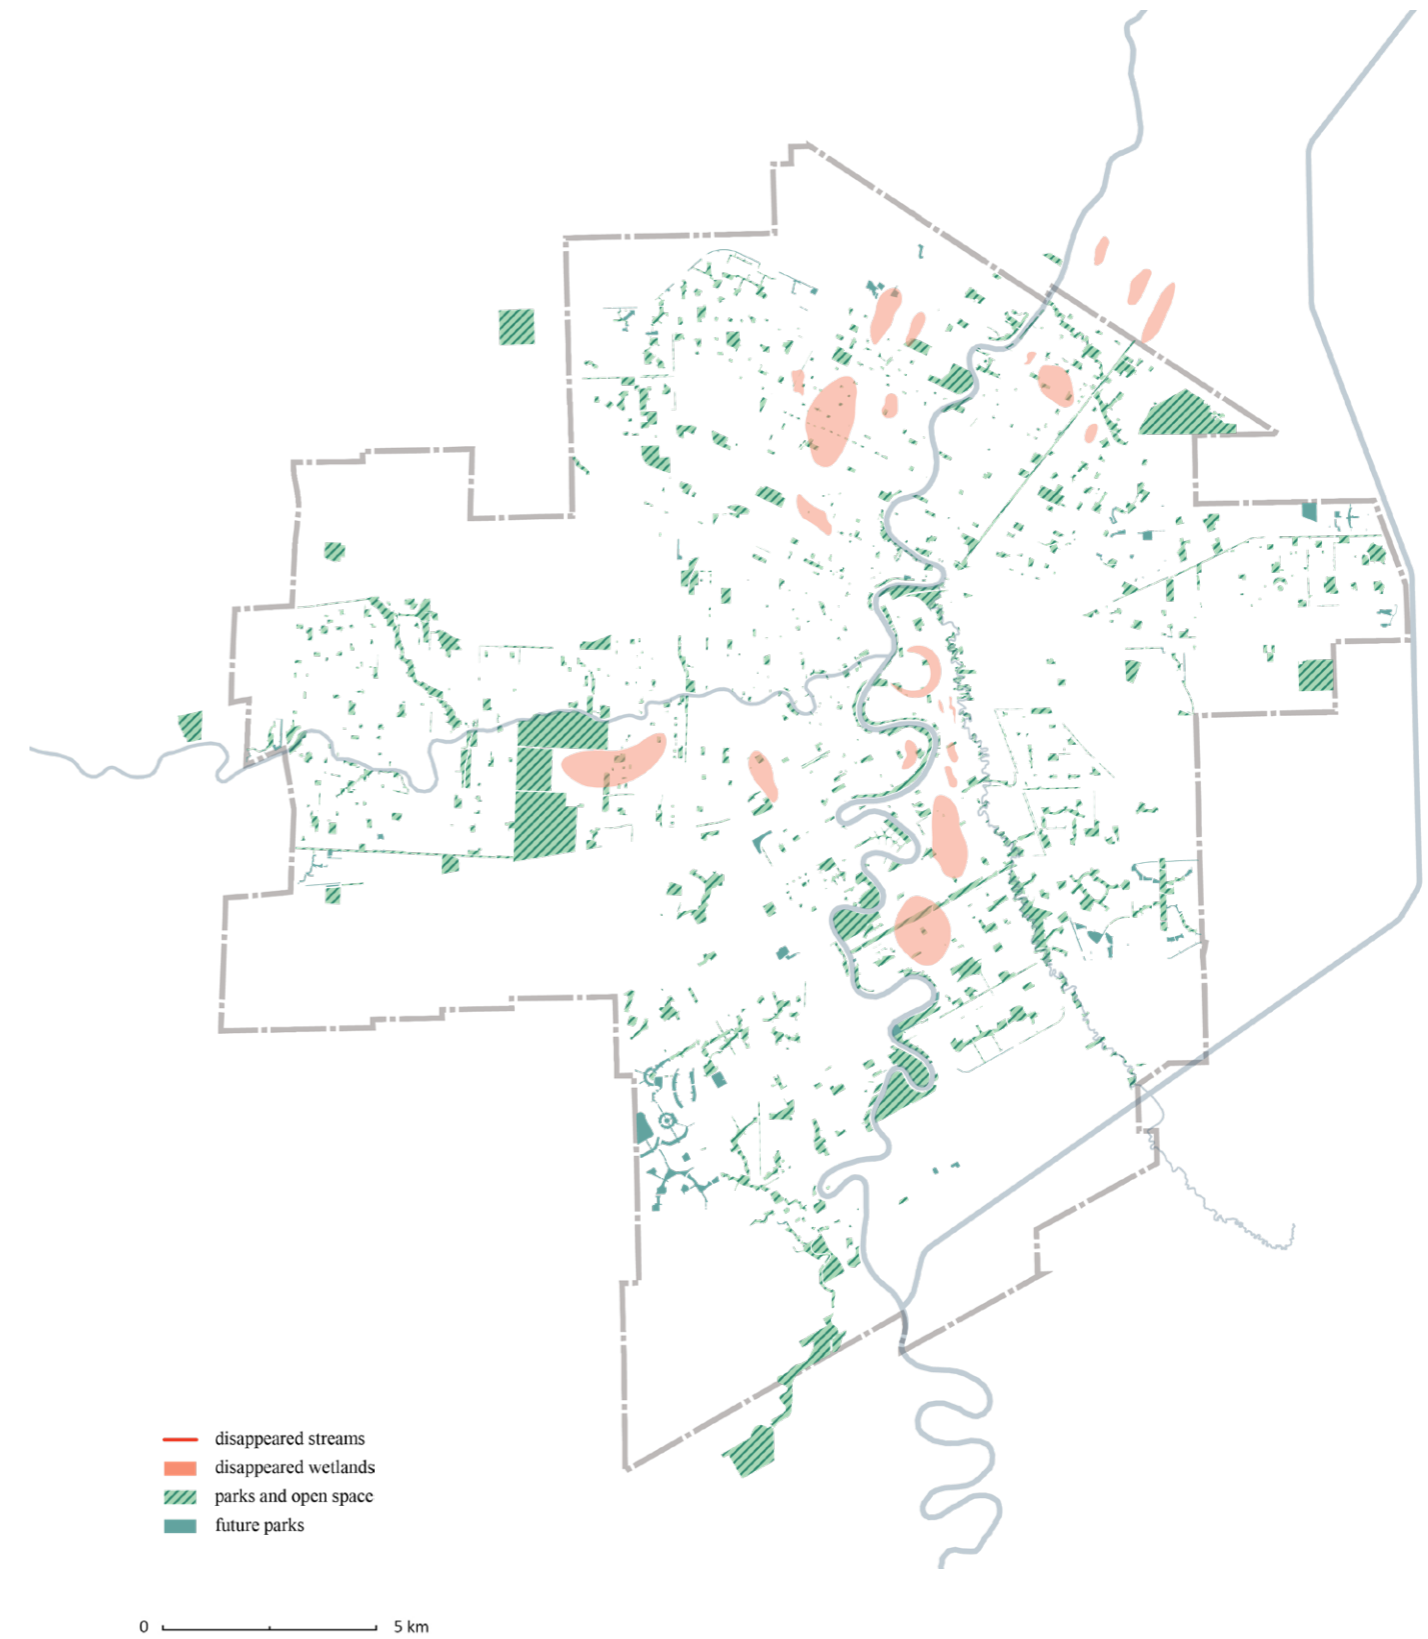 disappeared streams
disappeared wetlands
parks and open space
future parks
0 5 km